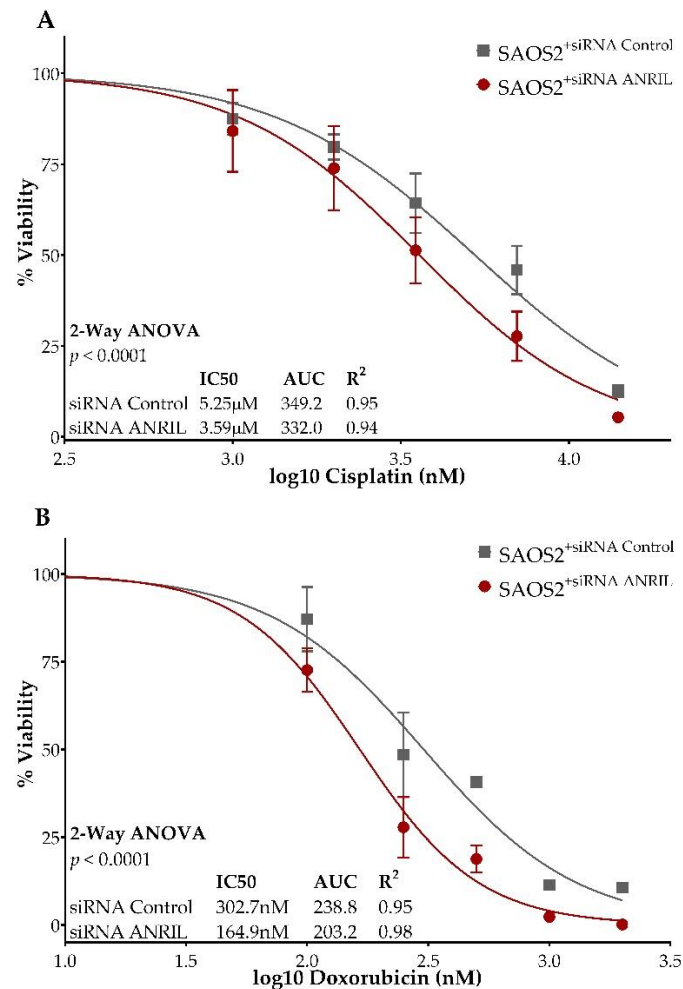 A
SAOS2+siRNA Control
SAOS2+siRNA ANRIL
100
75
50
25
0
% Viability
2-Way ANOVA
p < 0.0001
IC50 AUC R2
siRNA Control 5.25μM 349.2 0.95
siRNA ANRIL 3.59μM 332.0 0.94
2.5 3.0 3.5 4.0
log10 Cisplatin (nM)
B
SAOS2+siRNA Control
SAOS2+siRNA ANRIL
100
75
50
25
0
% Viability
2-Way ANOVA
p < 0.0001
IC50 AUC R2
siRNA Control 302.7nM 238.8 0.95
siRNA ANRIL 164.9nM 203.2 0.98
1.0 1.5 2.0 2.5 3.0 3.5
log10 Doxorubicin (nM)